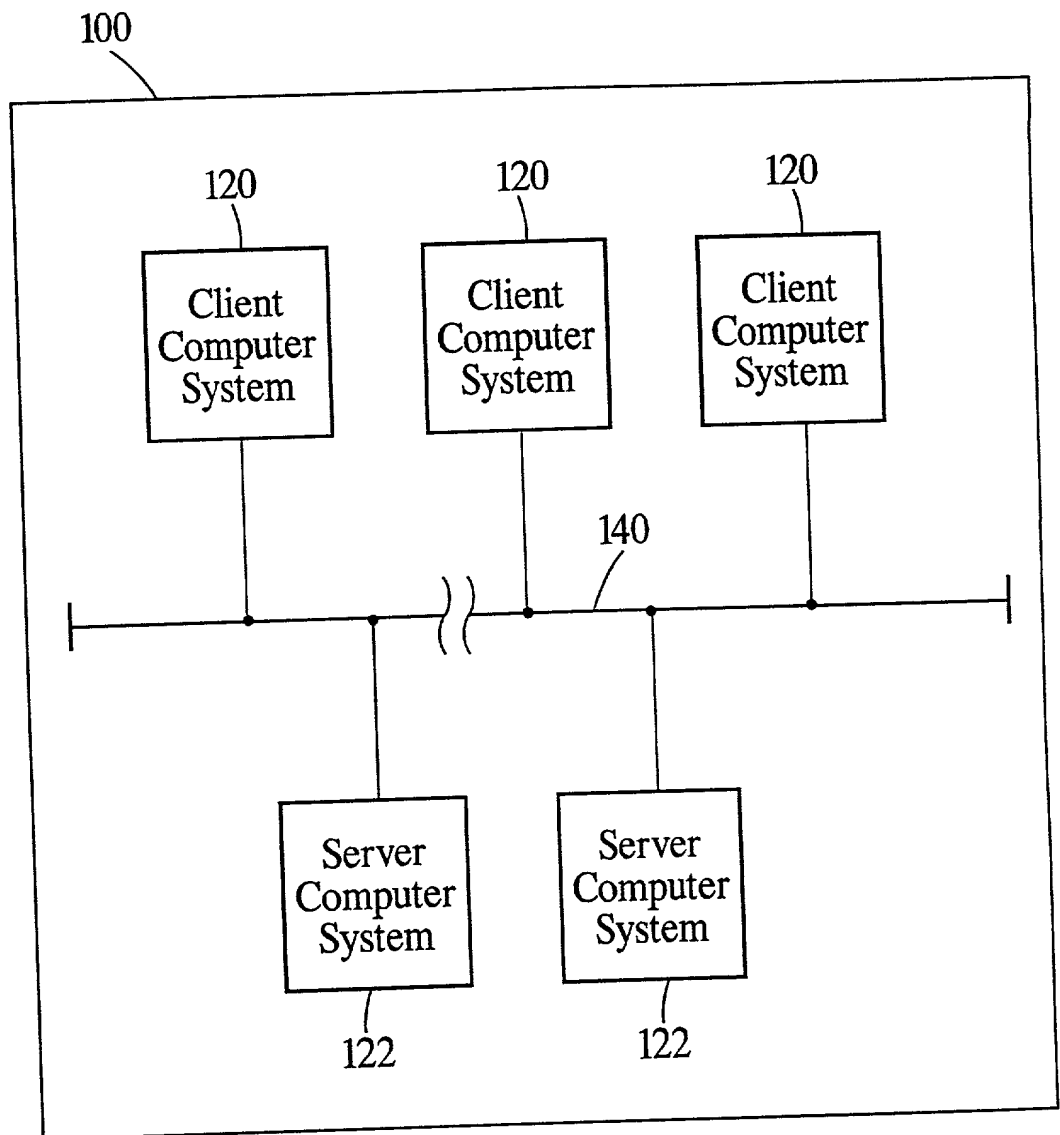 100
120
120
120
Client
Computer
System
Client
Computer
System
Client
Computer
System
140
Server
Computer
System
Server
Computer
System
122
122